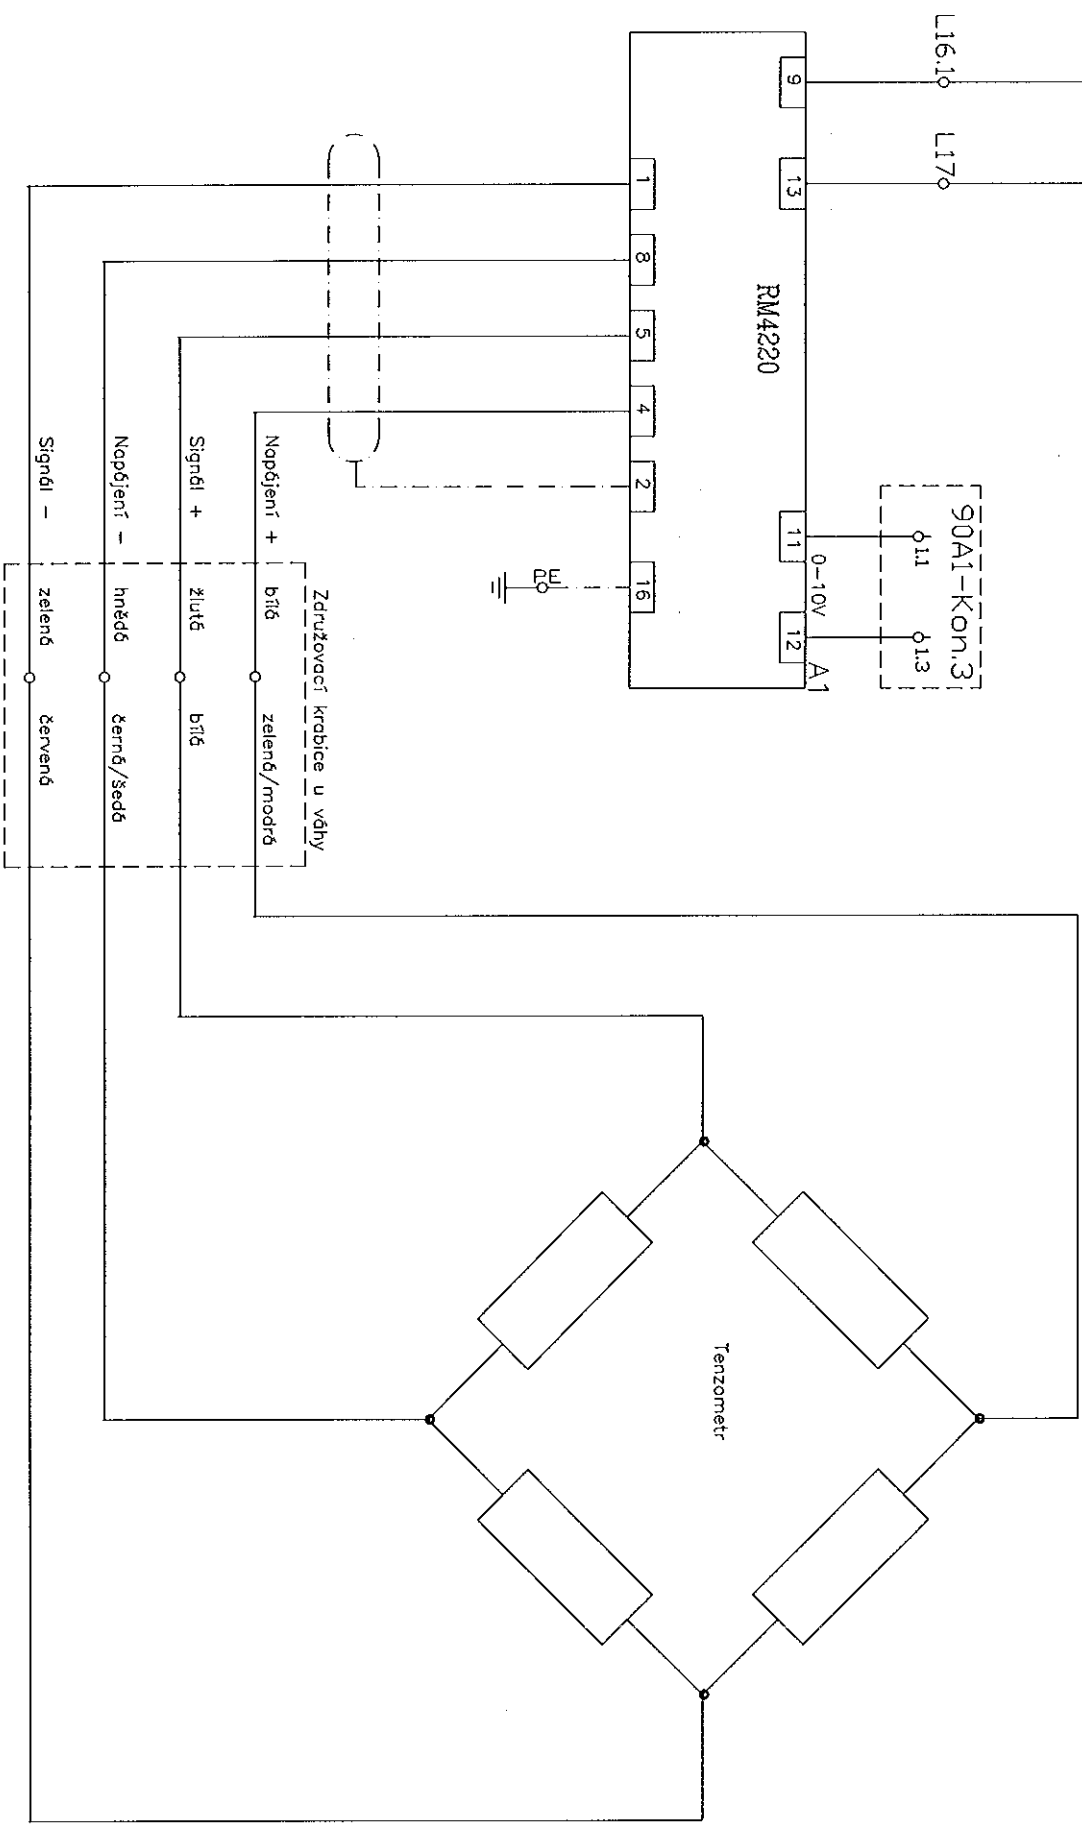 L16.1
L17
9
13
RM4220
11
12
0-10V
A1
90A1-Kon.3
1.1
1.3
1
8
5
4
2
16
PE
Napájení +
Signál +
Napájení -
Signál -
Združovací krabice u váhy
bílá
zelená/modrá
žlutá
bílá
hnědá
černá/šedá
zelená
červená
Tenzometr